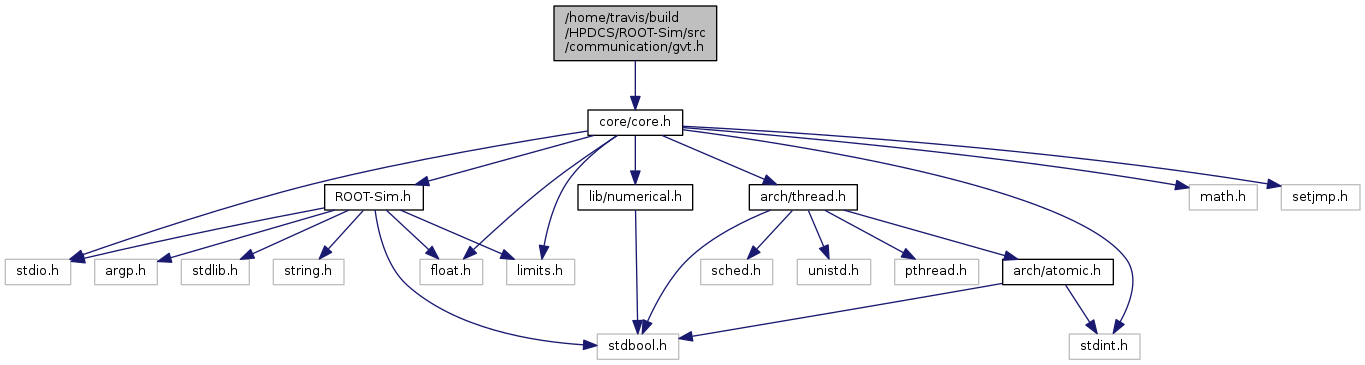 /home/travis/build
/HPDCS/ROOT-Sim/src
/communication/gvt.h
core/core.h
ROOT-Sim.h
lib/numerical.h
arch/thread.h
math.h
setjmp.h
stdio.h
argp.h
stdlib.h
string.h
float.h
limits.h
sched.h
unistd.h
pthread.h
arch/atomic.h
stdbool.h
stdint.h